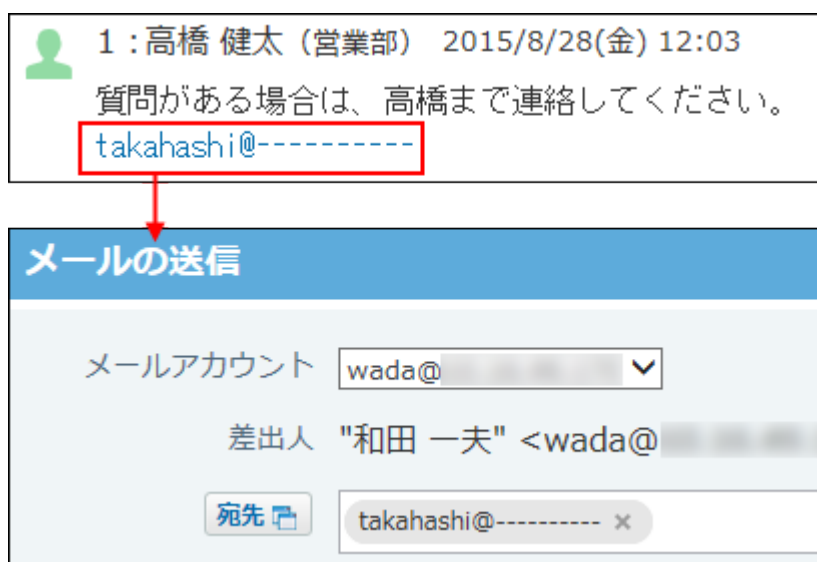 1：高橋 健太（営業部） 2015/8/28(金) 12:03
質問がある場合は、高橋まで連絡してください。
takahashi@----------
メールの送信
メールアカウント wada@
差出人 "和田 一夫" <wada@
宛先 takahashi@---------- ×